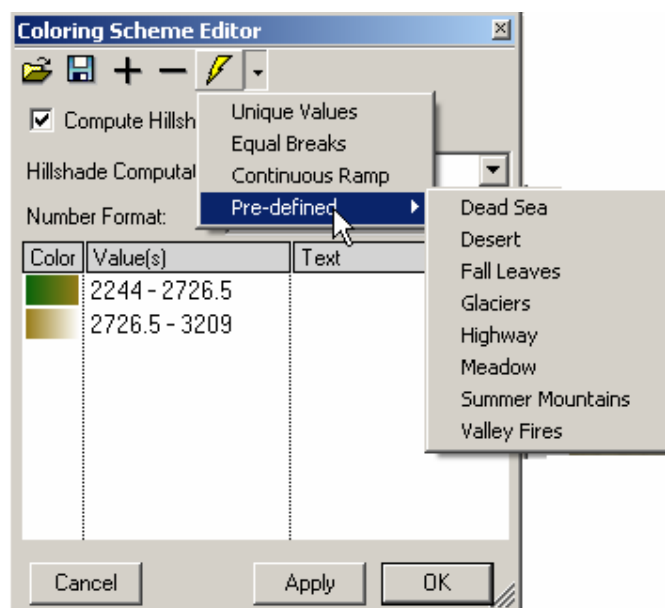 Coloring Scheme Editor
Compute Hillsh
Hillshade Computat
Number Format:
Unique Values
Equal Breaks
Continuous Ramp
Pre-defined
Dead Sea
Desert
Fall Leaves
Glaciers
Highway
Meadow
Summer Mountains
Valley Fires
Color Value(s) Text
2244 - 2726.5
2726.5 - 3209
Cancel Apply OK